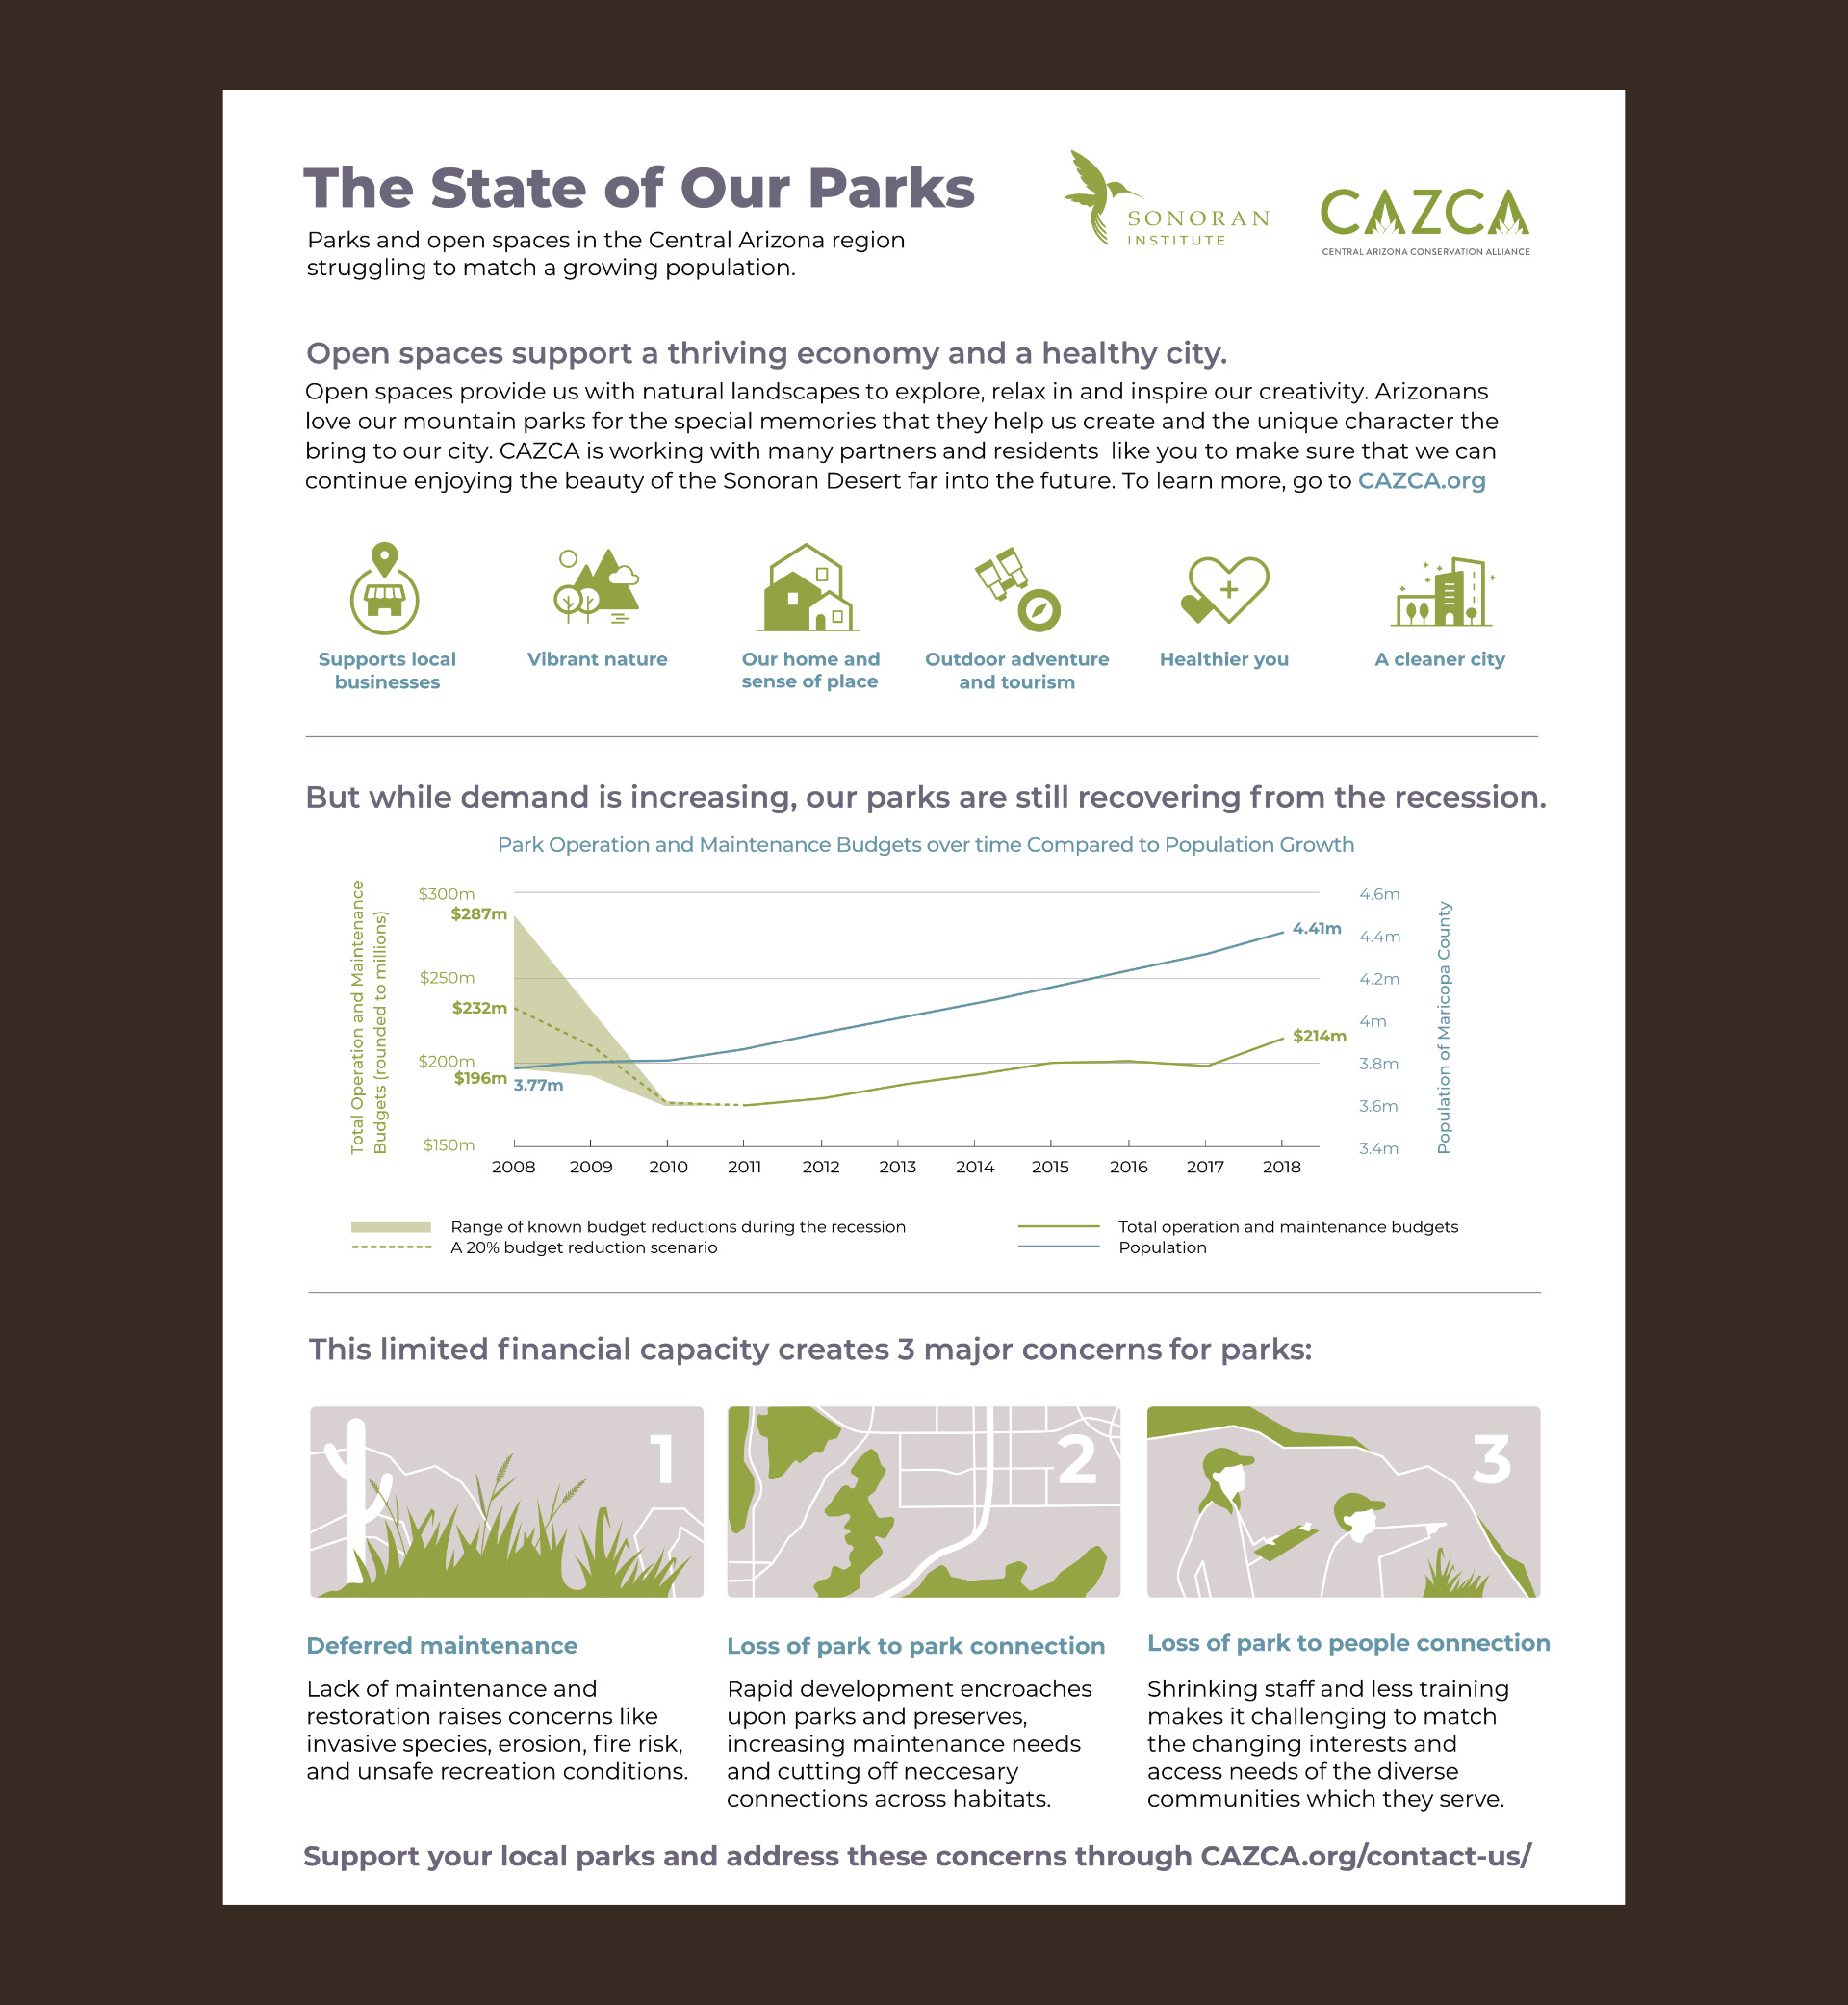 The State of Our Parks
Parks and open spaces in the Central Arizona region
struggling to match a growing population.
SONORAN
INSTITUTE
CAZCA
CENTRAL ARIZONA CONSERVATION ALLIANCE
Open spaces support a thriving economy and a healthy city.
Open spaces provide us with natural landscapes to explore, relax in and inspire our creativity. Arizonans
love our mountain parks for the special memories that they help us create and the unique character the
bring to our city. CAZCA is working with many partners and residents  like you to make sure that we can
continue enjoying the beauty of the Sonoran Desert far into the future. To learn more, go to CAZCA.org
Supports local
businesses
Vibrant nature
Our home and
sense of place
Outdoor adventure
and tourism
Healthier you
A cleaner city
But while demand is increasing, our parks are still recovering from the recession.
Park Operation and Maintenance Budgets over time Compared to Population Growth
Total Operation and Maintenance
Budgets (rounded to millions)
$300m
$287m
$250m
$232m
$200m
$196m
$150m
3.77m
4.41m
$214m
4.6m
4.4m
4.2m
4m
3.8m
3.6m
3.4m
Population of Maricopa County
2008 2009 2010 2011 2012 2013 2014 2015 2016 2017 2018
Range of known budget reductions during the recession
A 20% budget reduction scenario
Total operation and maintenance budgets
Population
This limited financial capacity creates 3 major concerns for parks:
1
2
3
Deferred maintenance
Lack of maintenance and
restoration raises concerns like
invasive species, erosion, fire risk,
and unsafe recreation conditions.
Loss of park to park connection
Rapid development encroaches
upon parks and preserves,
increasing maintenance needs
and cutting off neccesary
connections across habitats.
Loss of park to people connection
Shrinking staff and less training
makes it challenging to match
the changing interests and
access needs of the diverse
communities which they serve.
Support your local parks and address these concerns through CAZCA.org/contact-us/